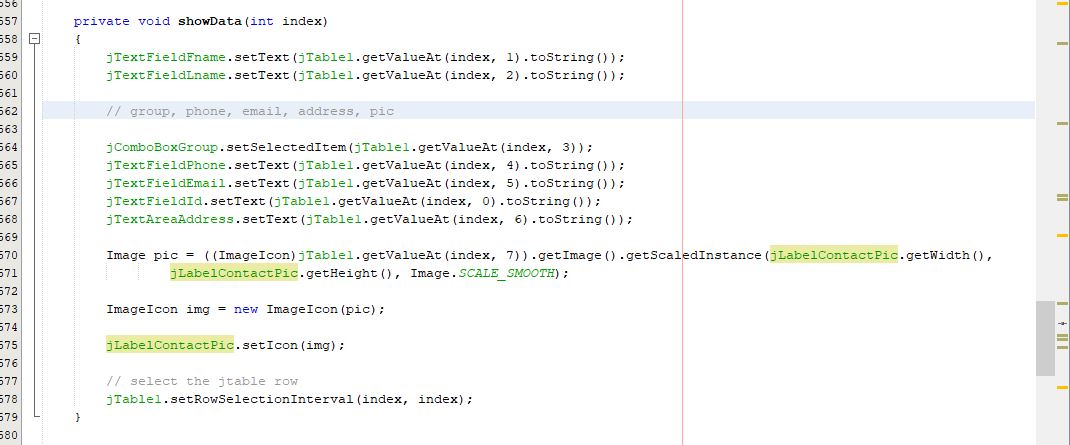 556
557 private void showData(int index)
558 {
559 jTextFieldFname.setText(jTable1.getValueAt(index, 1).toString());
560 jTextFieldLname.setText(jTable1.getValueAt(index, 2).toString());
561
562 // group, phone, email, address, pic
563
564 jComboBoxGroup.setSelectedItem(jTable1.getValueAt(index, 3));
565 jTextFieldPhone.setText(jTable1.getValueAt(index, 4).toString());
566 jTextFieldEmail.setText(jTable1.getValueAt(index, 5).toString());
567 jTextFieldId.setText(jTable1.getValueAt(index, 0).toString());
568 jTextAreaAddress.setText(jTable1.getValueAt(index, 6).toString());
569
570 Image pic = ((ImageIcon)jTable1.getValueAt(index, 7)).getImage().getScaledInstance(jLabelContactPic.getWidth(),
571 jLabelContactPic.getHeight(), Image.SCALE_SMOOTH);
572
573 ImageIcon img = new ImageIcon(pic);
574
575 jLabelContactPic.setIcon(img);
576
577 // select the jtable row
578 jTable1.setRowSelectionInterval(index, index);
579 }
580